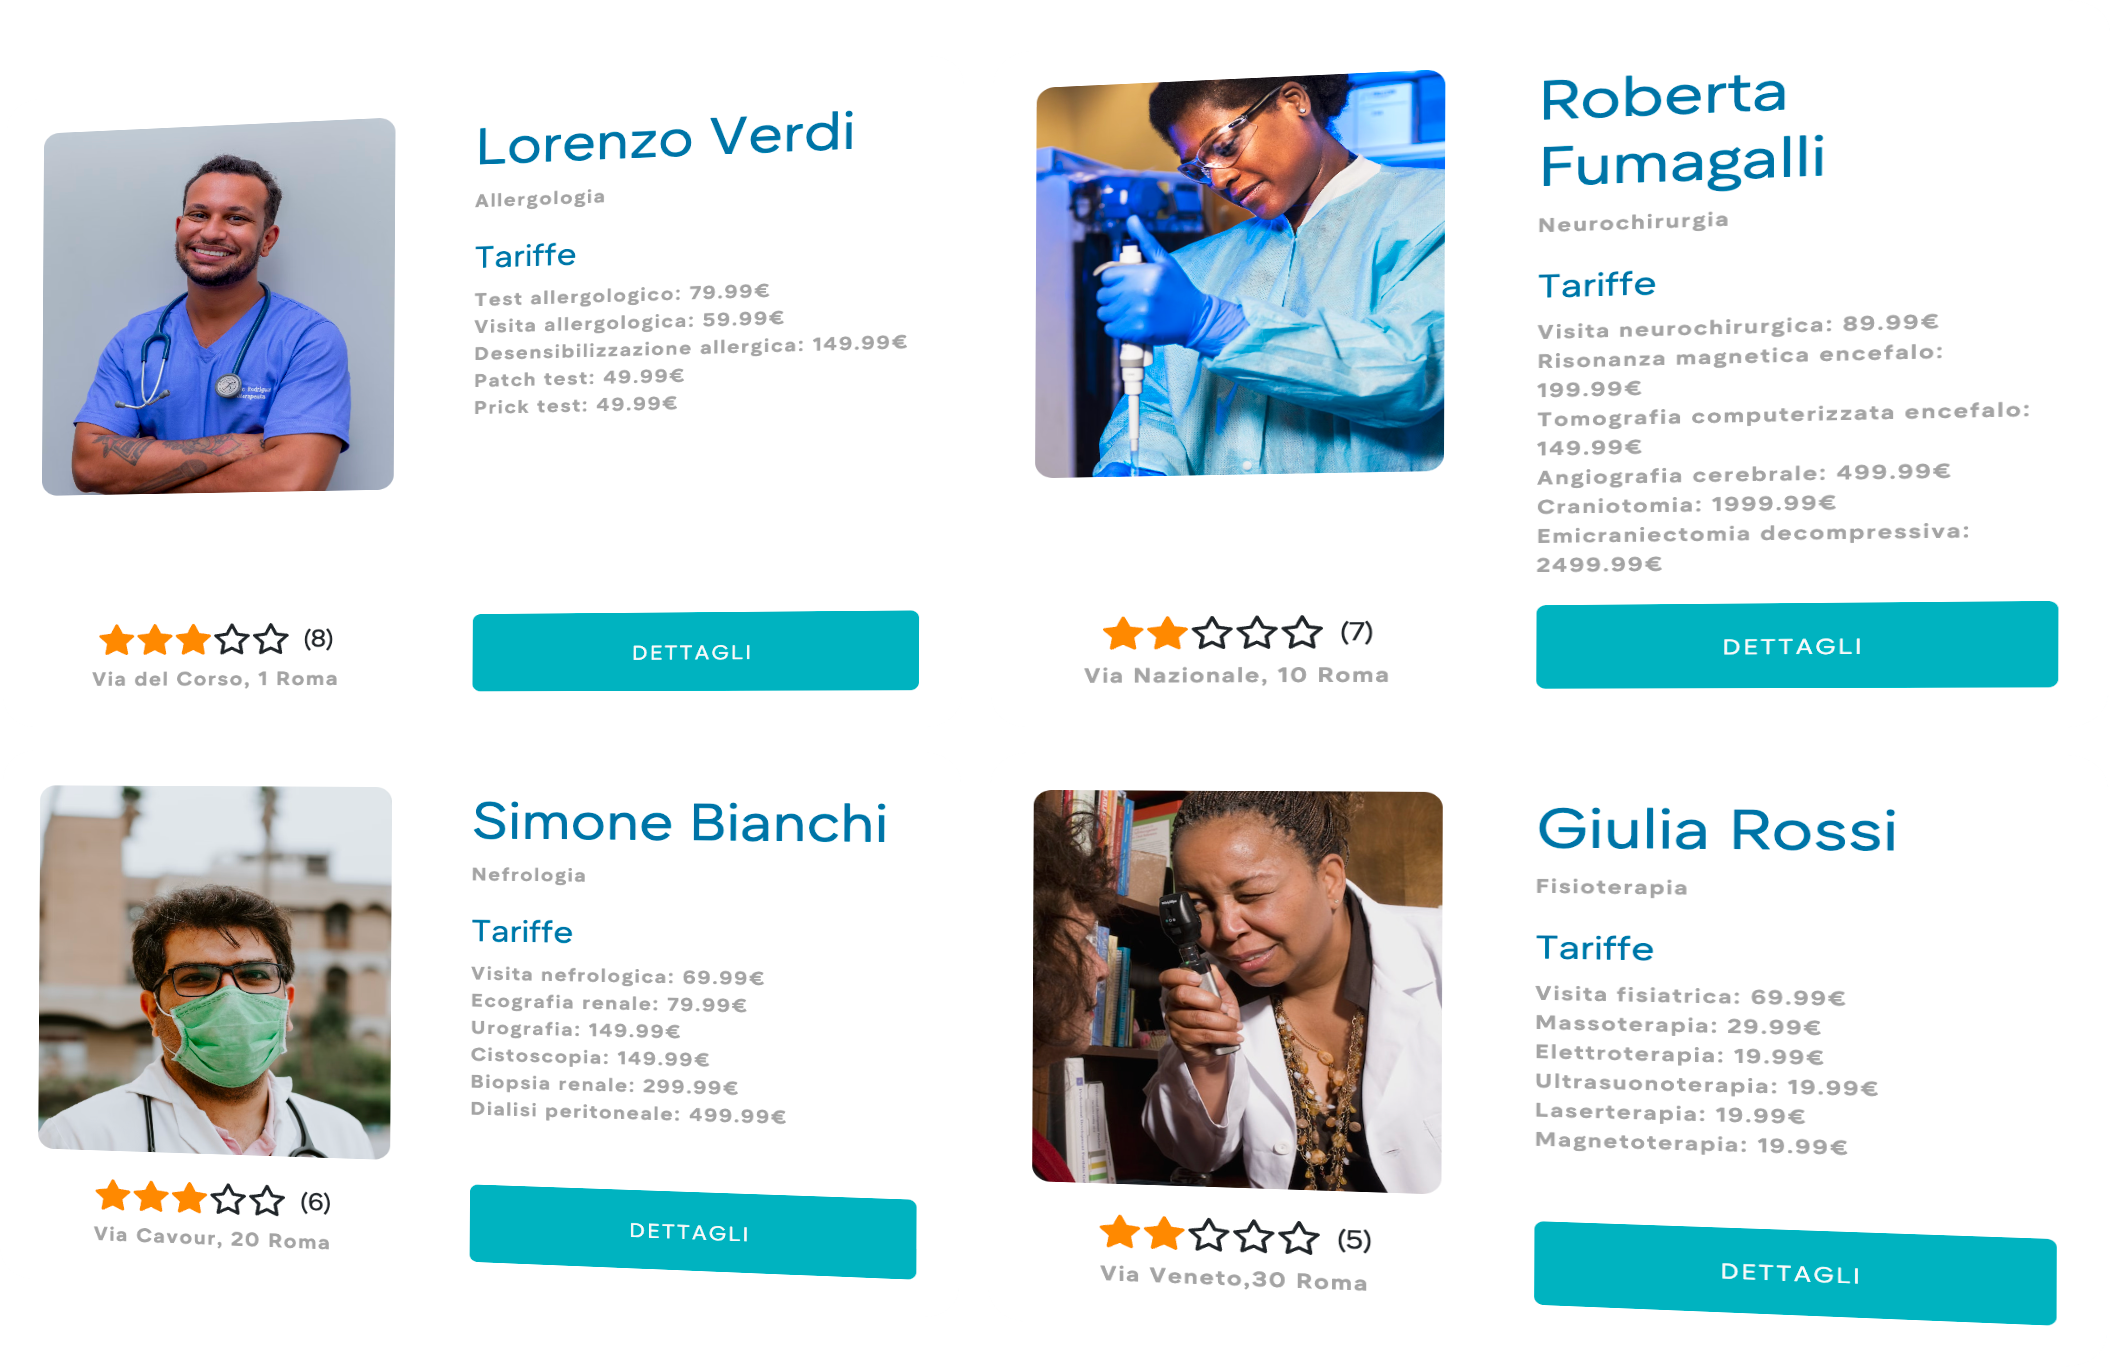 Lorenzo Verdi
Allergologia
Tariffe
Test allergologico: 79.99€
Visita allergologica: 59.99€
Desensibilizzazione allergica: 149.99€
Patch test: 49.99€
Prick test: 49.99€
(8)
Via del Corso, 1 Roma
DETTAGLI
Roberta
Fumagalli
Neurochirurgia
Tariffe
Visita neurochirurgica: 89.99€
Risonanza magnetica encefalo:
199.99€
Tomografia computerizzata encefalo:
149.99€
Angiografia cerebrale: 499.99€
Craniotomia: 1999.99€
Emicraniectomia decompressiva:
2499.99€
(7)
Via Nazionale, 10 Roma
DETTAGLI
Simone Bianchi
Nefrologia
Tariffe
Visita nefrologica: 69.99€
Ecografia renale: 79.99€
Urografia: 149.99€
Cistoscopia: 149.99€
Biopsia renale: 299.99€
Dialisi peritoneale: 499.99€
(6)
Via Cavour, 20 Roma
DETTAGLI
Giulia Rossi
Fisioterapia
Tariffe
Visita fisiatrica: 69.99€
Massoterapia: 29.99€
Elettroterapia: 19.99€
Ultrasuonoterapia: 19.99€
Laserterapia: 19.99€
Magnetoterapia: 19.99€
(5)
Via Veneto,30 Roma
DETTAGLI